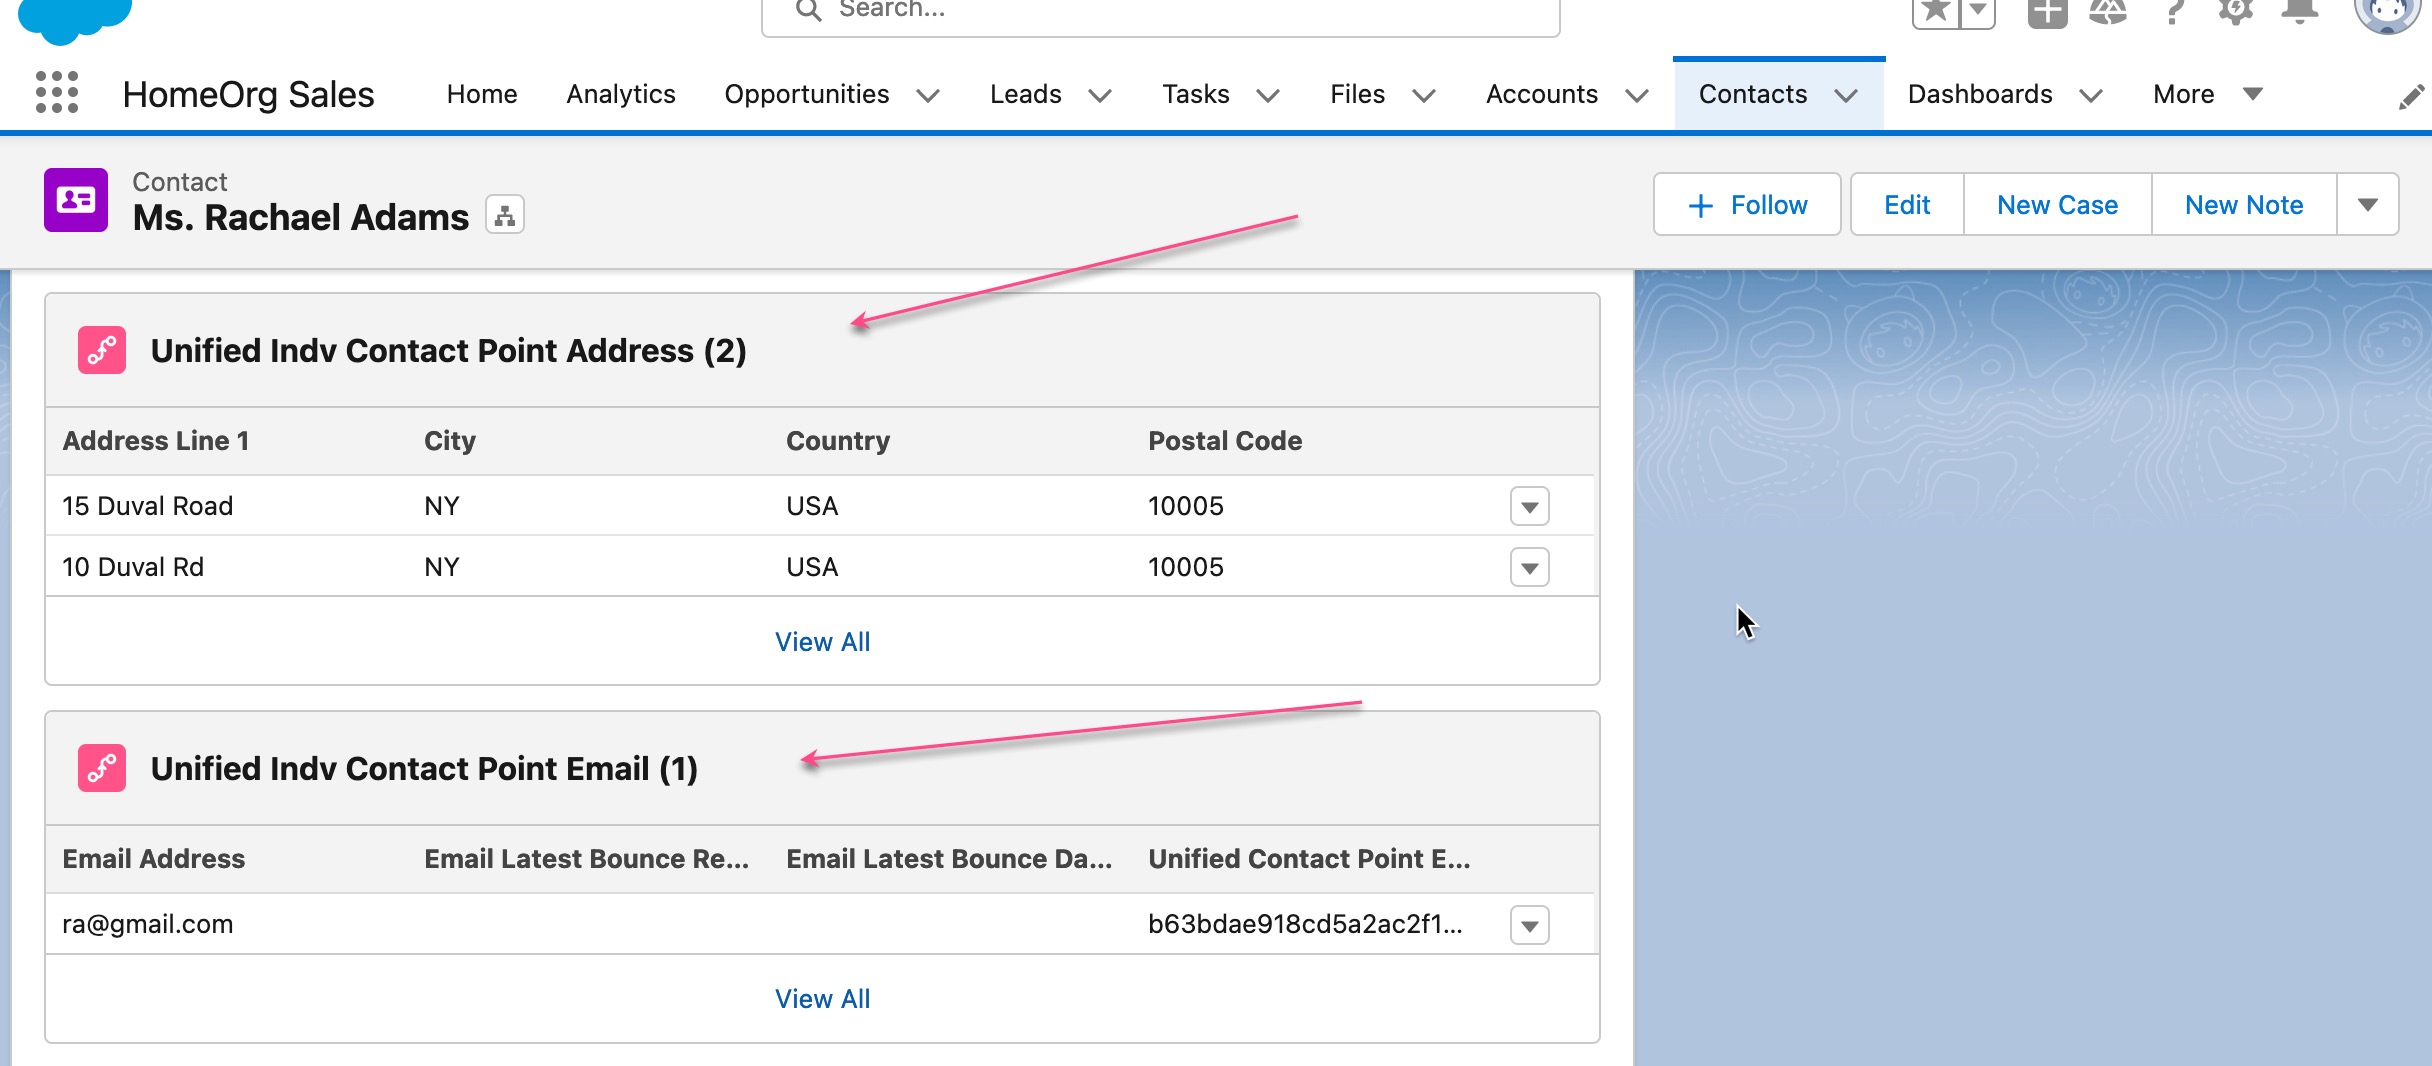 Search...
HomeOrg Sales Home Analytics Opportunities Leads Tasks Files Accounts Contacts Dashboards More
Contact
Ms. Rachael Adams
Follow Edit New Case New Note
Unified Indv Contact Point Address (2)
Address Line 1 City Country Postal Code
15 Duval Road NY USA 10005
10 Duval Rd NY USA 10005
View All
Unified Indv Contact Point Email (1)
Email Address Email Latest Bounce Re... Email Latest Bounce Da... Unified Contact Point E...
ra@gmail.com b63bdae918cd5a2ac2f1...
View All